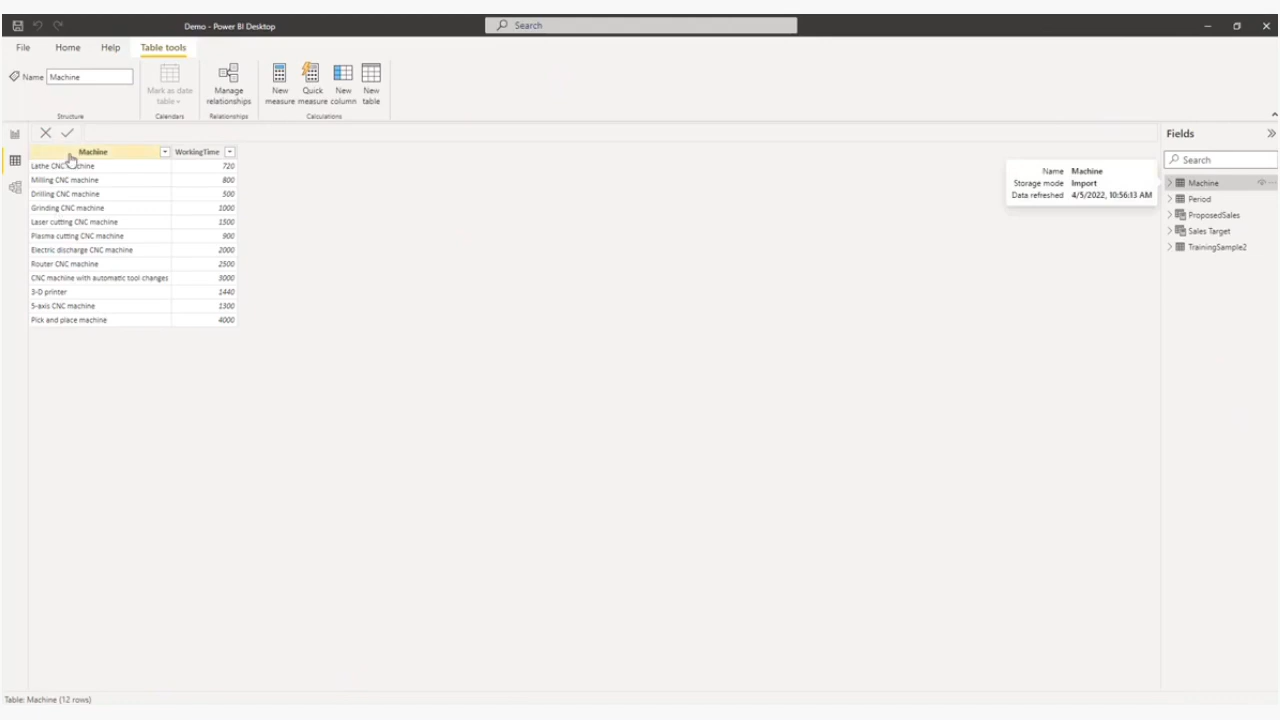 Demo - Power BI Desktop
Search
File Home Help Table tools
Name Machine
Mark as date table
Manage relationships
New measure
Quick measure
New column
New table
Structure
Calendars
Relationships
Calculations
Machine WorkingTime
Lathe CNC machine 720
Milling CNC machine 800
Drilling CNC machine 500
Grinding CNC machine 1000
Laser cutting CNC machine 1500
Plasma cutting CNC machine 900
Electric discharge CNC machine 2000
Router CNC machine 2500
CNC machine with automatic tool changes 3000
3-D printer 1440
5-axis CNC machine 1300
Pick and place machine 4000
Name Machine
Storage mode Import
Data refreshed 4/5/2022, 10:56:13 AM
Fields
Search
Machine
Period
ProposedSales
Sales Target
TrainingSample2
Table: Machine (12 rows)